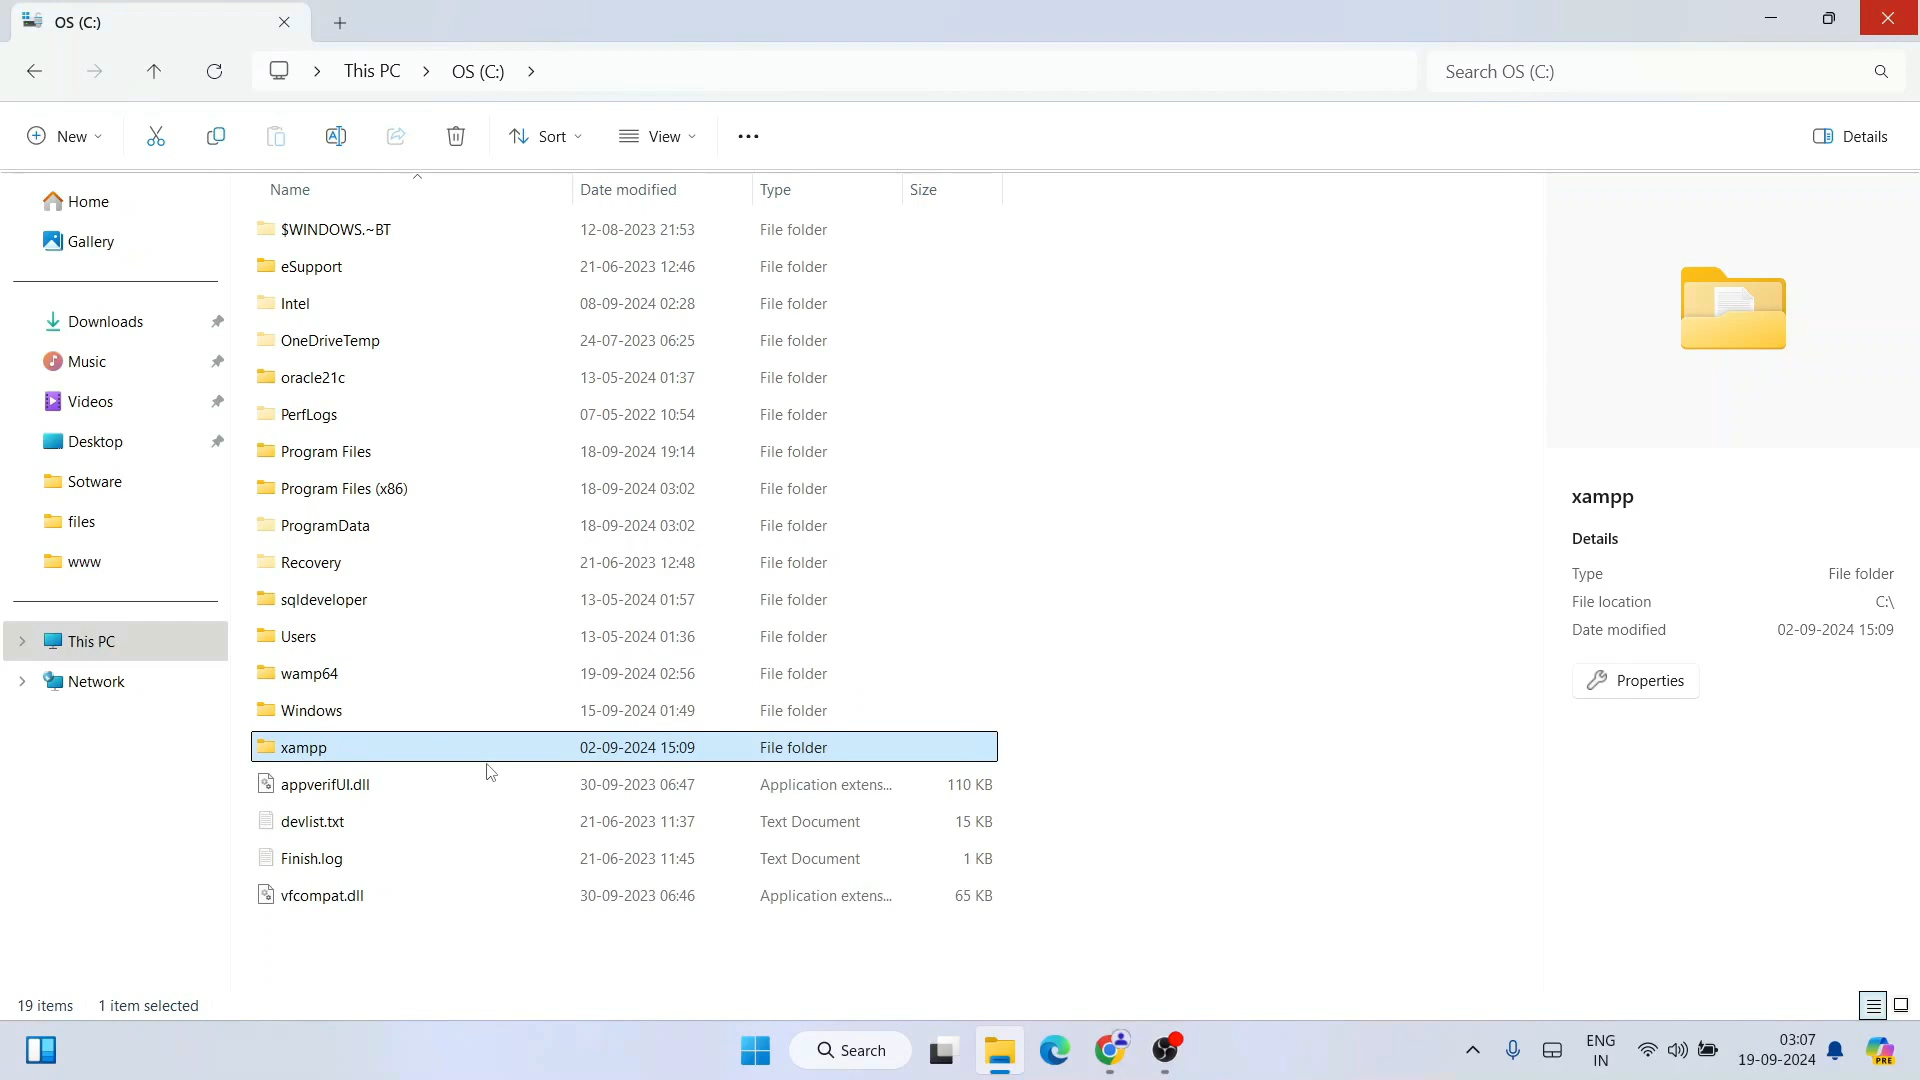 OS (C:)
This PC
OS (C:)
Search OS (C:)
New
Sort
View
Details
Name Date modified Type Size
Home
Gallery
Downloads
Music
Videos
Desktop
Sotware
files
www
This PC
Network
$WINDOWS.~BT 12-08-2023 21:53 File folder
eSupport 21-06-2023 12:46 File folder
Intel 08-09-2024 02:28 File folder
OneDriveTemp 24-07-2023 06:25 File folder
oracle21c 13-05-2024 01:37 File folder
PerfLogs 07-05-2022 10:54 File folder
Program Files 18-09-2024 19:14 File folder
Program Files (x86) 18-09-2024 03:02 File folder
ProgramData 18-09-2024 03:02 File folder
Recovery 21-06-2023 12:48 File folder
sqldeveloper 13-05-2024 01:57 File folder
Users 13-05-2024 01:36 File folder
wamp64 19-09-2024 02:56 File folder
Windows 15-09-2024 01:49 File folder
xampp 02-09-2024 15:09 File folder
appverifUI.dll 30-09-2023 06:47 Application extens... 110 KB
devlist.txt 21-06-2023 11:37 Text Document 15 KB
Finish.log 21-06-2023 11:45 Text Document 1 KB
vfcompat.dll 30-09-2023 06:46 Application extens... 65 KB
xampp
Details
Type File folder
File location C:\
Date modified 02-09-2024 15:09
Properties
19 items 1 item selected
Search
ENG
IN
03:07
19-09-2024
PRE